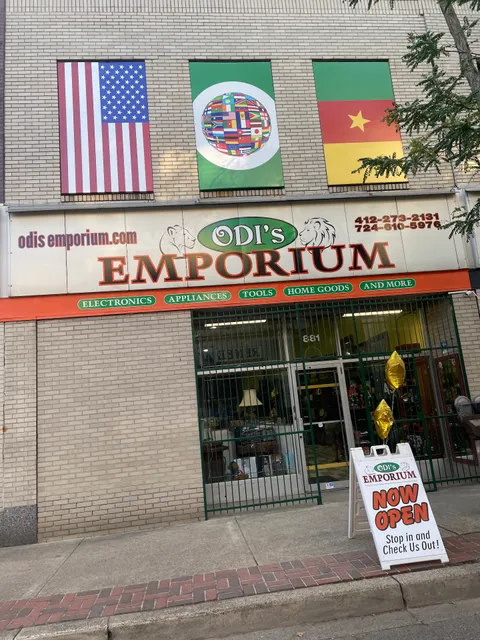 odisemporium.com
ODI's
EMPORIUM
412-273-2131
724-610-5976
ELECTRONICS APPLIANCES TOOLS HOME GOODS AND MORE
881
ODI's
EMPORIUM
NOW
OPEN
Stop in and
Check Us Out!